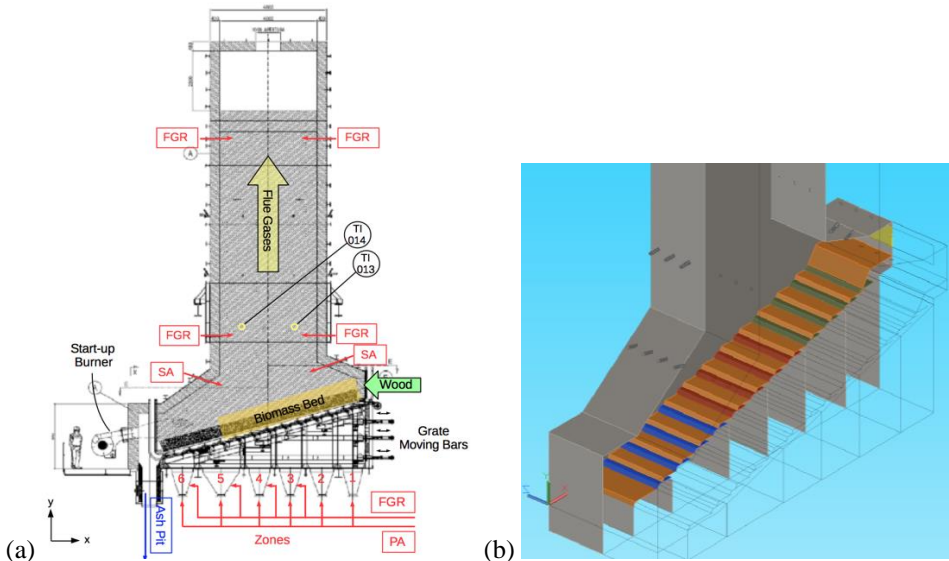 FGR
FGR
A
Flue Gases
TI
014
TI
013
FGR
FGR
SA
SA
Start-up
Burner
A
Wood
Biomass Bed
Grate
Moving Bars
6 5 4 3 2 1
FGR
PA
Zones
Ash Pit
y
x
(a)
(b)